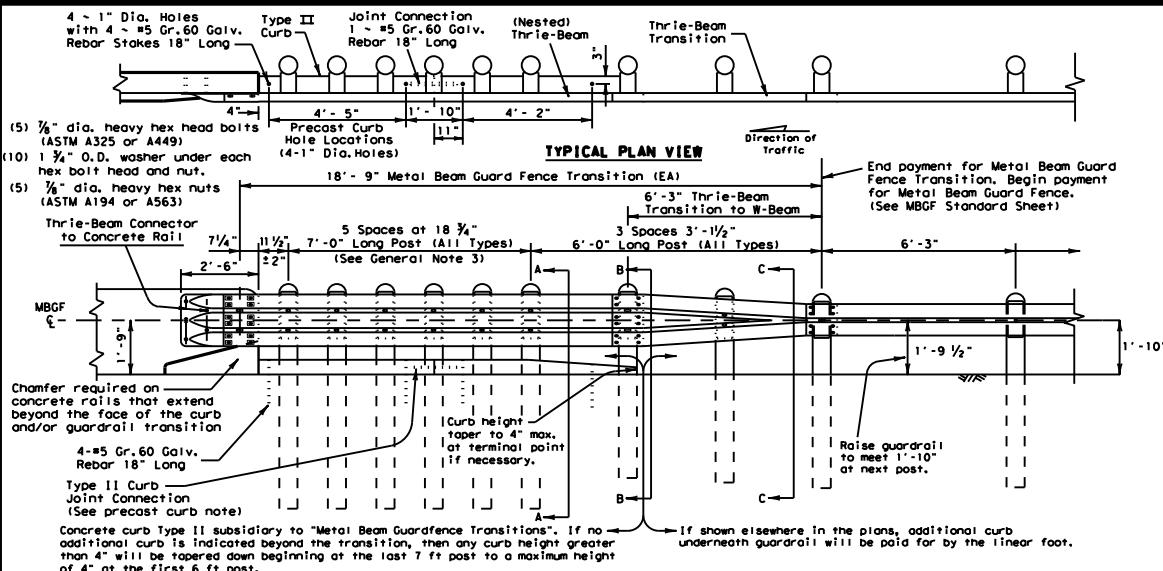 4 ~ 1" Dia. Holes
with 4 ~ #5 Gr.60 Galv.
Rebar Stakes 18" Long
Type II
Curb
Joint Connection
1 ~ #5 Gr.60 Galv.
Rebar 18" Long
(Nested)
Thrie-Beam
Thrie-Beam
Transition
3"
4"
4'-5"
1'-10"
4'-2"
11"
Precast Curb
Hole Locations
(4-1" Dia.Holes)
Direction of
Traffic
TYPICAL PLAN VIEW
(5) 7/8" dia. heavy hex head bolts
(ASTM A325 or A449)
(10) 1 3/4" O.D. washer under each
hex bolt head and nut.
(5) 7/8" dia. heavy hex nuts
(ASTM A194 or A563)
18'- 9" Metal Beam Guard Fence Transition (EA)
End payment for Metal Beam Guard
Fence Transition. Begin payment
for Metal Beam Guard Fence.
(See MBGF Standard Sheet)
6'-3" Thrie-Beam
Transition to W-Beam
Thrie-Beam Connector
to Concrete Rail
7 1/4"
11 1/2"
±2"
5 Spaces at 18 3/4"
7'-0" Long Post (All Types)
(See General Note 3)
3 Spaces 3'-1 1/2"
6'-0" Long Post (All Types)
6'-3"
2'-6"
A
B
C
MBGF
℄
1'-9"
1'-9 1/2"
1'-10"
Chamfer required on
concrete rails that extend
beyond the face of the curb
and/or guardrail transition
Curb height
taper to 4" max.
at terminal point
if necessary.
Raise guardrail
to meet 1'-10"
at next post.
4-#5 Gr.60 Galv.
Rebar 18" Long
Type II Curb
Joint Connection
(See precast curb note)
B
C
A
Concrete curb Type II subsidiary to "Metal Beam Guardfence Transitions". If no
additional curb is indicated beyond the transition, then any curb height greater
than 4" will be tapered down beginning at the last 7 ft post to a maximum height
of 4" at the first 6 ft post.
If shown elsewhere in the plans, additional curb
underneath guardrail will be paid for by the linear foot.